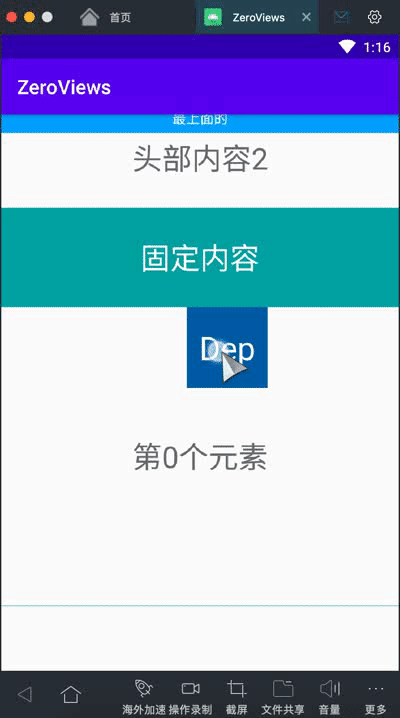 首页
ZeroViews
1:16
ZeroViews
最上面的
头部内容2
固定内容
Dep
第0个元素
海外加速 操作录制 截屏 文件共享 音量 更多